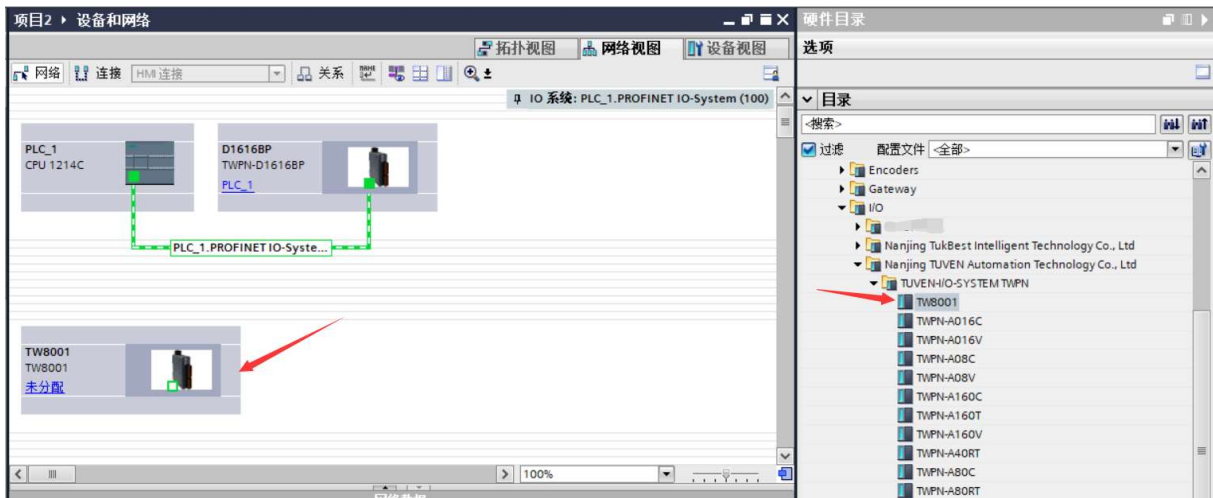 项目2 ▸ 设备和网络
拓扑视图 网络视图 设备视图
网络 连接 HMI 连接 关系
IO 系统: PLC_1.PROFINET IO-System (100)
PLC_1
CPU 1214C
D1616BP
TWPN-D1616BP
PLC_1
PLC_1.PROFINET IO-Syste...
TW8001
TW8001
未分配
100%
硬件目录
选项
目录
<搜索>
过滤 配置文件 <全部>
Encoders
Gateway
I/O
Nanjing TukBest Intelligent Technology Co., Ltd
Nanjing TUVEN Automation Technology Co., Ltd
TUVEN-I/O-SYSTEM TWPN
TW8001
TWPN-A016C
TWPN-A016V
TWPN-A08C
TWPN-A08V
TWPN-A160C
TWPN-A160T
TWPN-A160V
TWPN-A40RT
TWPN-A80C
TWPN-A80RT